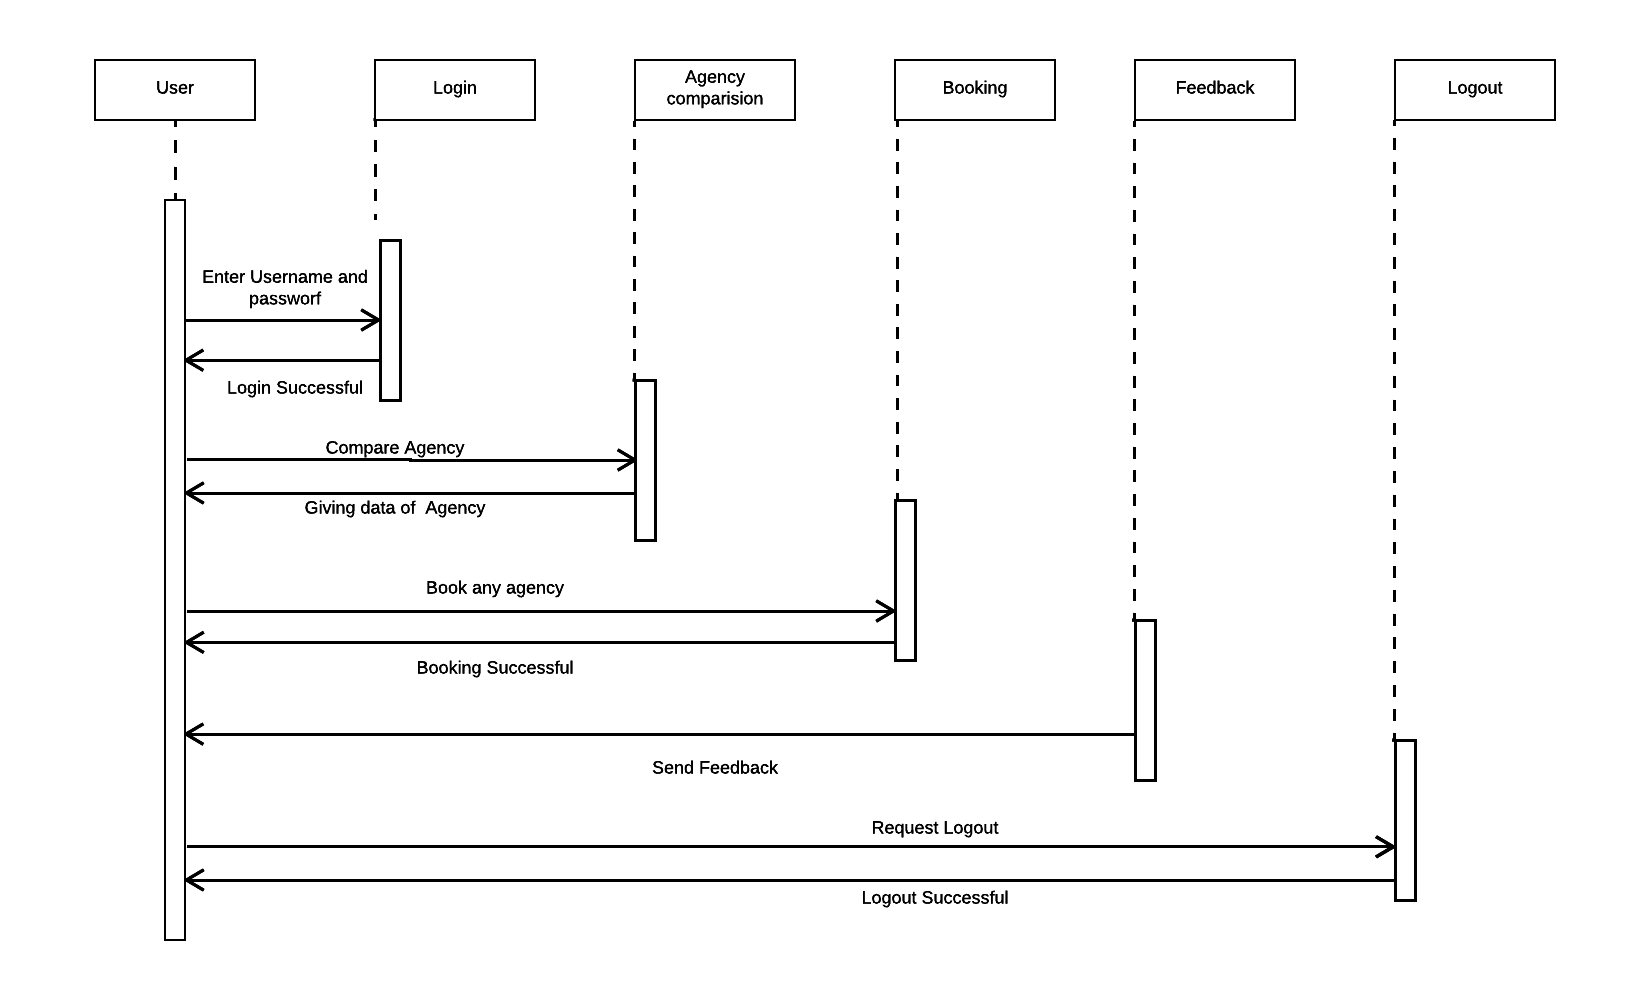 User
Login
Agency
comparision
Booking
Feedback
Logout
Enter Username and
passworf
Login Successful
Compare Agency
Giving data of  Agency
Book any agency
Booking Successful
Send Feedback
Request Logout
Logout Successful